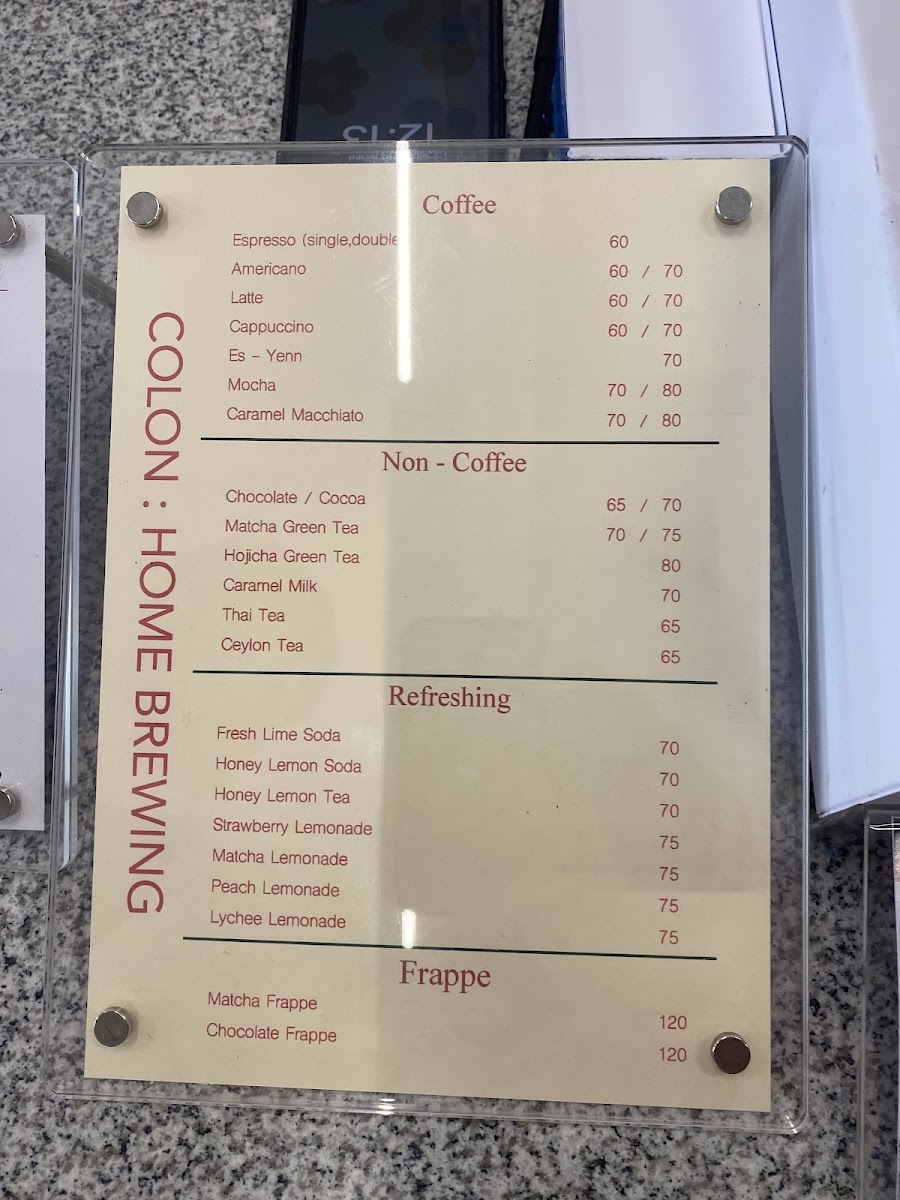 12:13
Coffee
Espresso (single,double 60
Americano 60 / 70
Latte 60 / 70
Cappuccino 60 / 70
Es - Yenn 70
Mocha 70 / 80
Caramel Macchiato 70 / 80
Non - Coffee
Chocolate / Cocoa 65 / 70
Matcha Green Tea 70 / 75
Hojicha Green Tea 80
Caramel Milk 70
Thai Tea 65
Ceylon Tea 65
Refreshing
Fresh Lime Soda 70
Honey Lemon Soda 70
Honey Lemon Tea 70
Strawberry Lemonade 75
Matcha Lemonade 75
Peach Lemonade 75
Lychee Lemonade 75
Frappe
Matcha Frappe 120
Chocolate Frappe 120
COLON : HOME BREWING